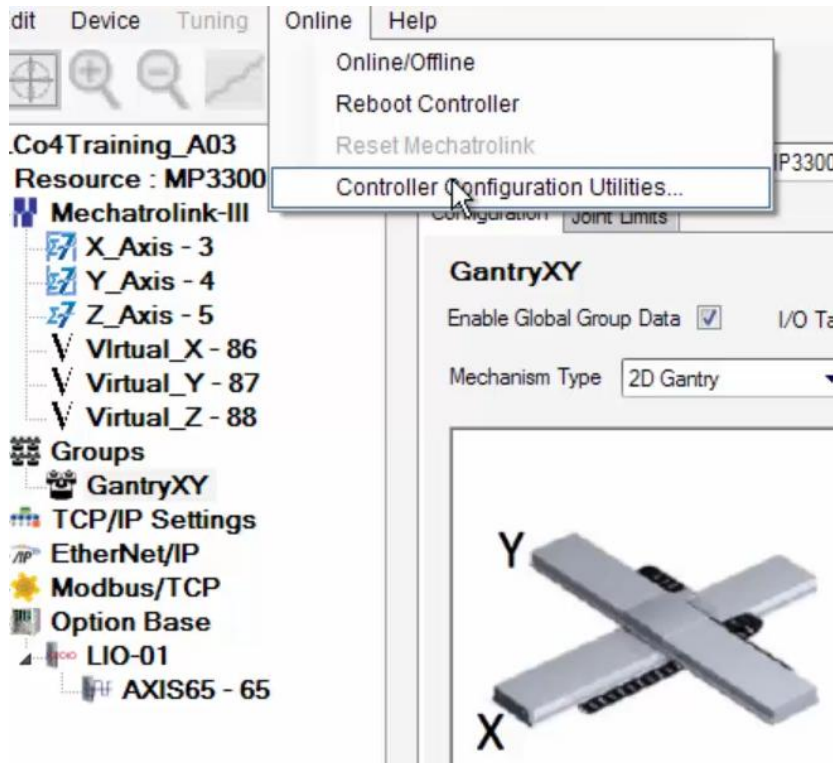 dit Device Tuning Online Help
Online/Offline
Reboot Controller
Reset Mechatrolink
Controller Configuration Utilities...
.Co4Training_A03
Resource : MP3300
MP3300
Mechatrolink-III
Configuration Joint Limits
X_Axis - 3
Y_Axis - 4
Z_Axis - 5
VIrtual_X - 86
Virtual_Y - 87
Virtual_Z - 88
Groups
GantryXY
TCP/IP Settings
EtherNet/IP
Modbus/TCP
Option Base
LIO-01
AXIS65 - 65
GantryXY
Enable Global Group Data I/O Ta
Mechanism Type 2D Gantry
Y
X